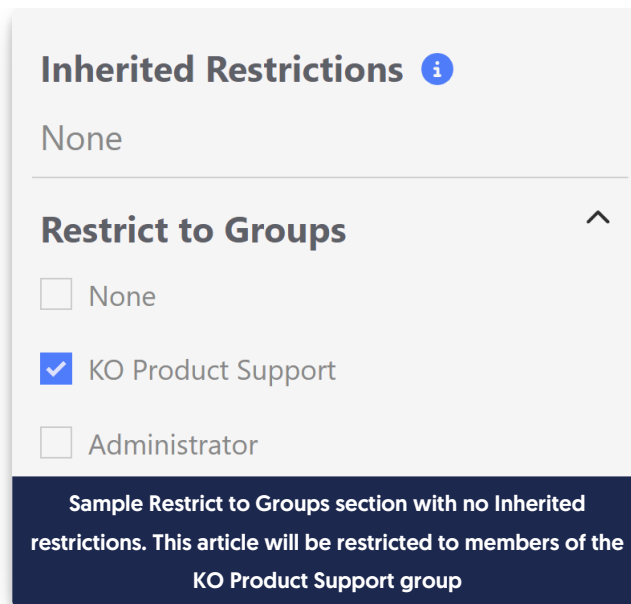 Inherited Restrictions
None
Restrict to Groups
None
KO Product Support
Administrator
Sample Restrict to Groups section with no Inherited
restrictions. This article will be restricted to members of the
KO Product Support group